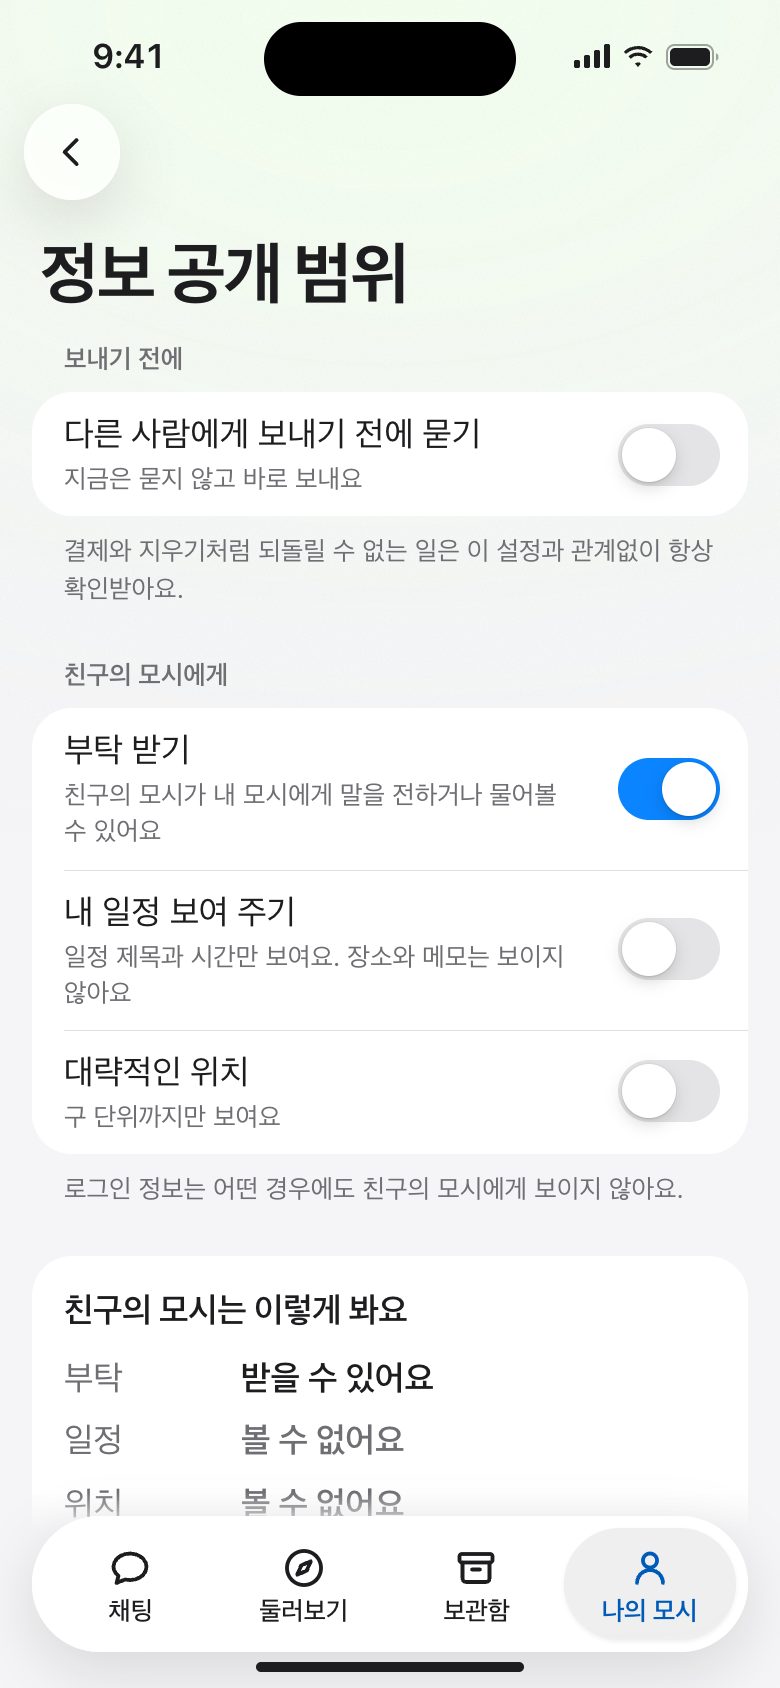 9:41
정보 공개 범위
보내기 전에
다른 사람에게 보내기 전에 묻기
지금은 묻지 않고 바로 보내요
결제와 지우기처럼 되돌릴 수 없는 일은 이 설정과 관계없이 항상
확인받아요.
친구의 모시에게
부탁 받기
친구의 모시가 내 모시에게 말을 전하거나 물어볼
수 있어요
내 일정 보여 주기
일정 제목과 시간만 보여요. 장소와 메모는 보이지
않아요
대략적인 위치
구 단위까지만 보여요
로그인 정보는 어떤 경우에도 친구의 모시에게 보이지 않아요.
친구의 모시는 이렇게 봐요
부탁 받을 수 있어요
일정 볼 수 없어요
위치 볼 수 없어요
채팅 둘러보기 보관함 나의 모시